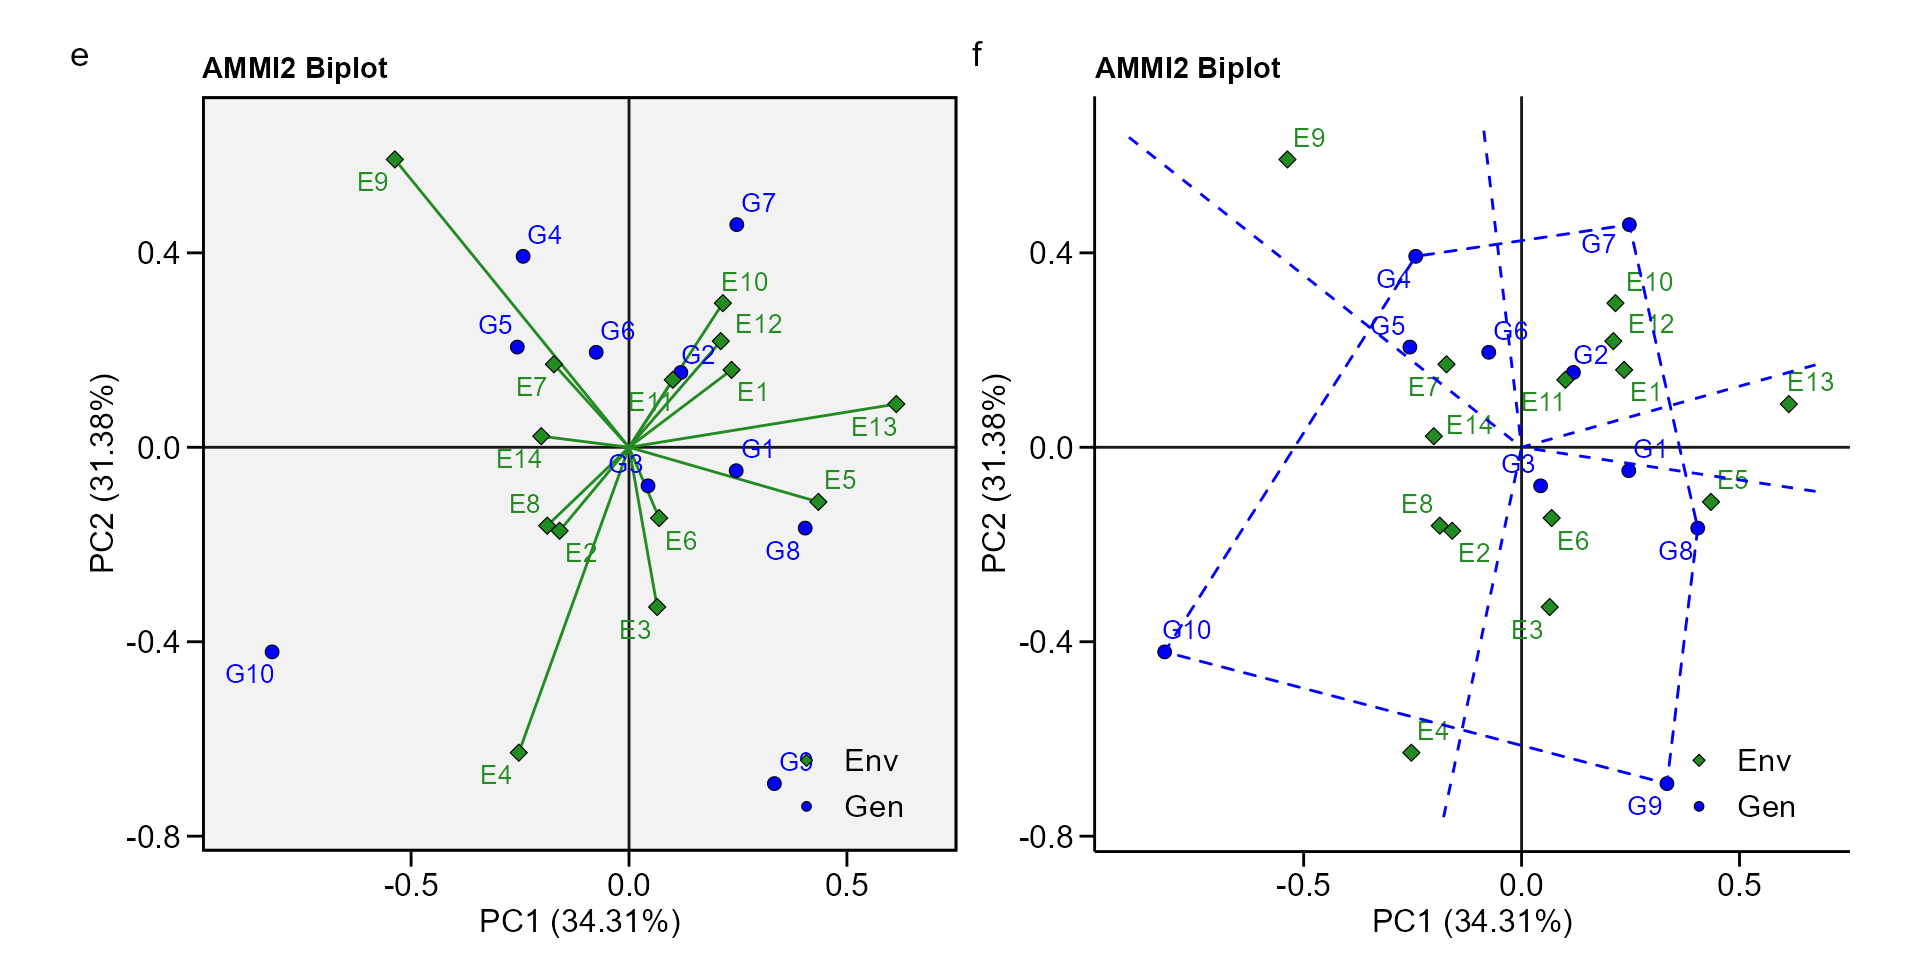 e
AMMI2 Biplot
E9
G4
G7
E10
G5
G6
E12
G2
E7
E11
E1
E13
E14
G3
G1
E5
E8
E2
E6
G8
E3
G10
E4
G9
Env
Gen
0.4
0.0
-0.4
-0.8
-0.5
0.0
0.5
PC1 (34.31%)
PC2 (31.38%)
f
AMMI2 Biplot
E9
G7
G4
E10
G5
G6
E12
G2
E7
E11
E1
E13
E14
G3
G1
E5
E8
E2
E6
G8
E3
G10
E4
G9
Env
Gen
0.4
0.0
-0.4
-0.8
-0.5
0.0
0.5
PC1 (34.31%)
PC2 (31.38%)